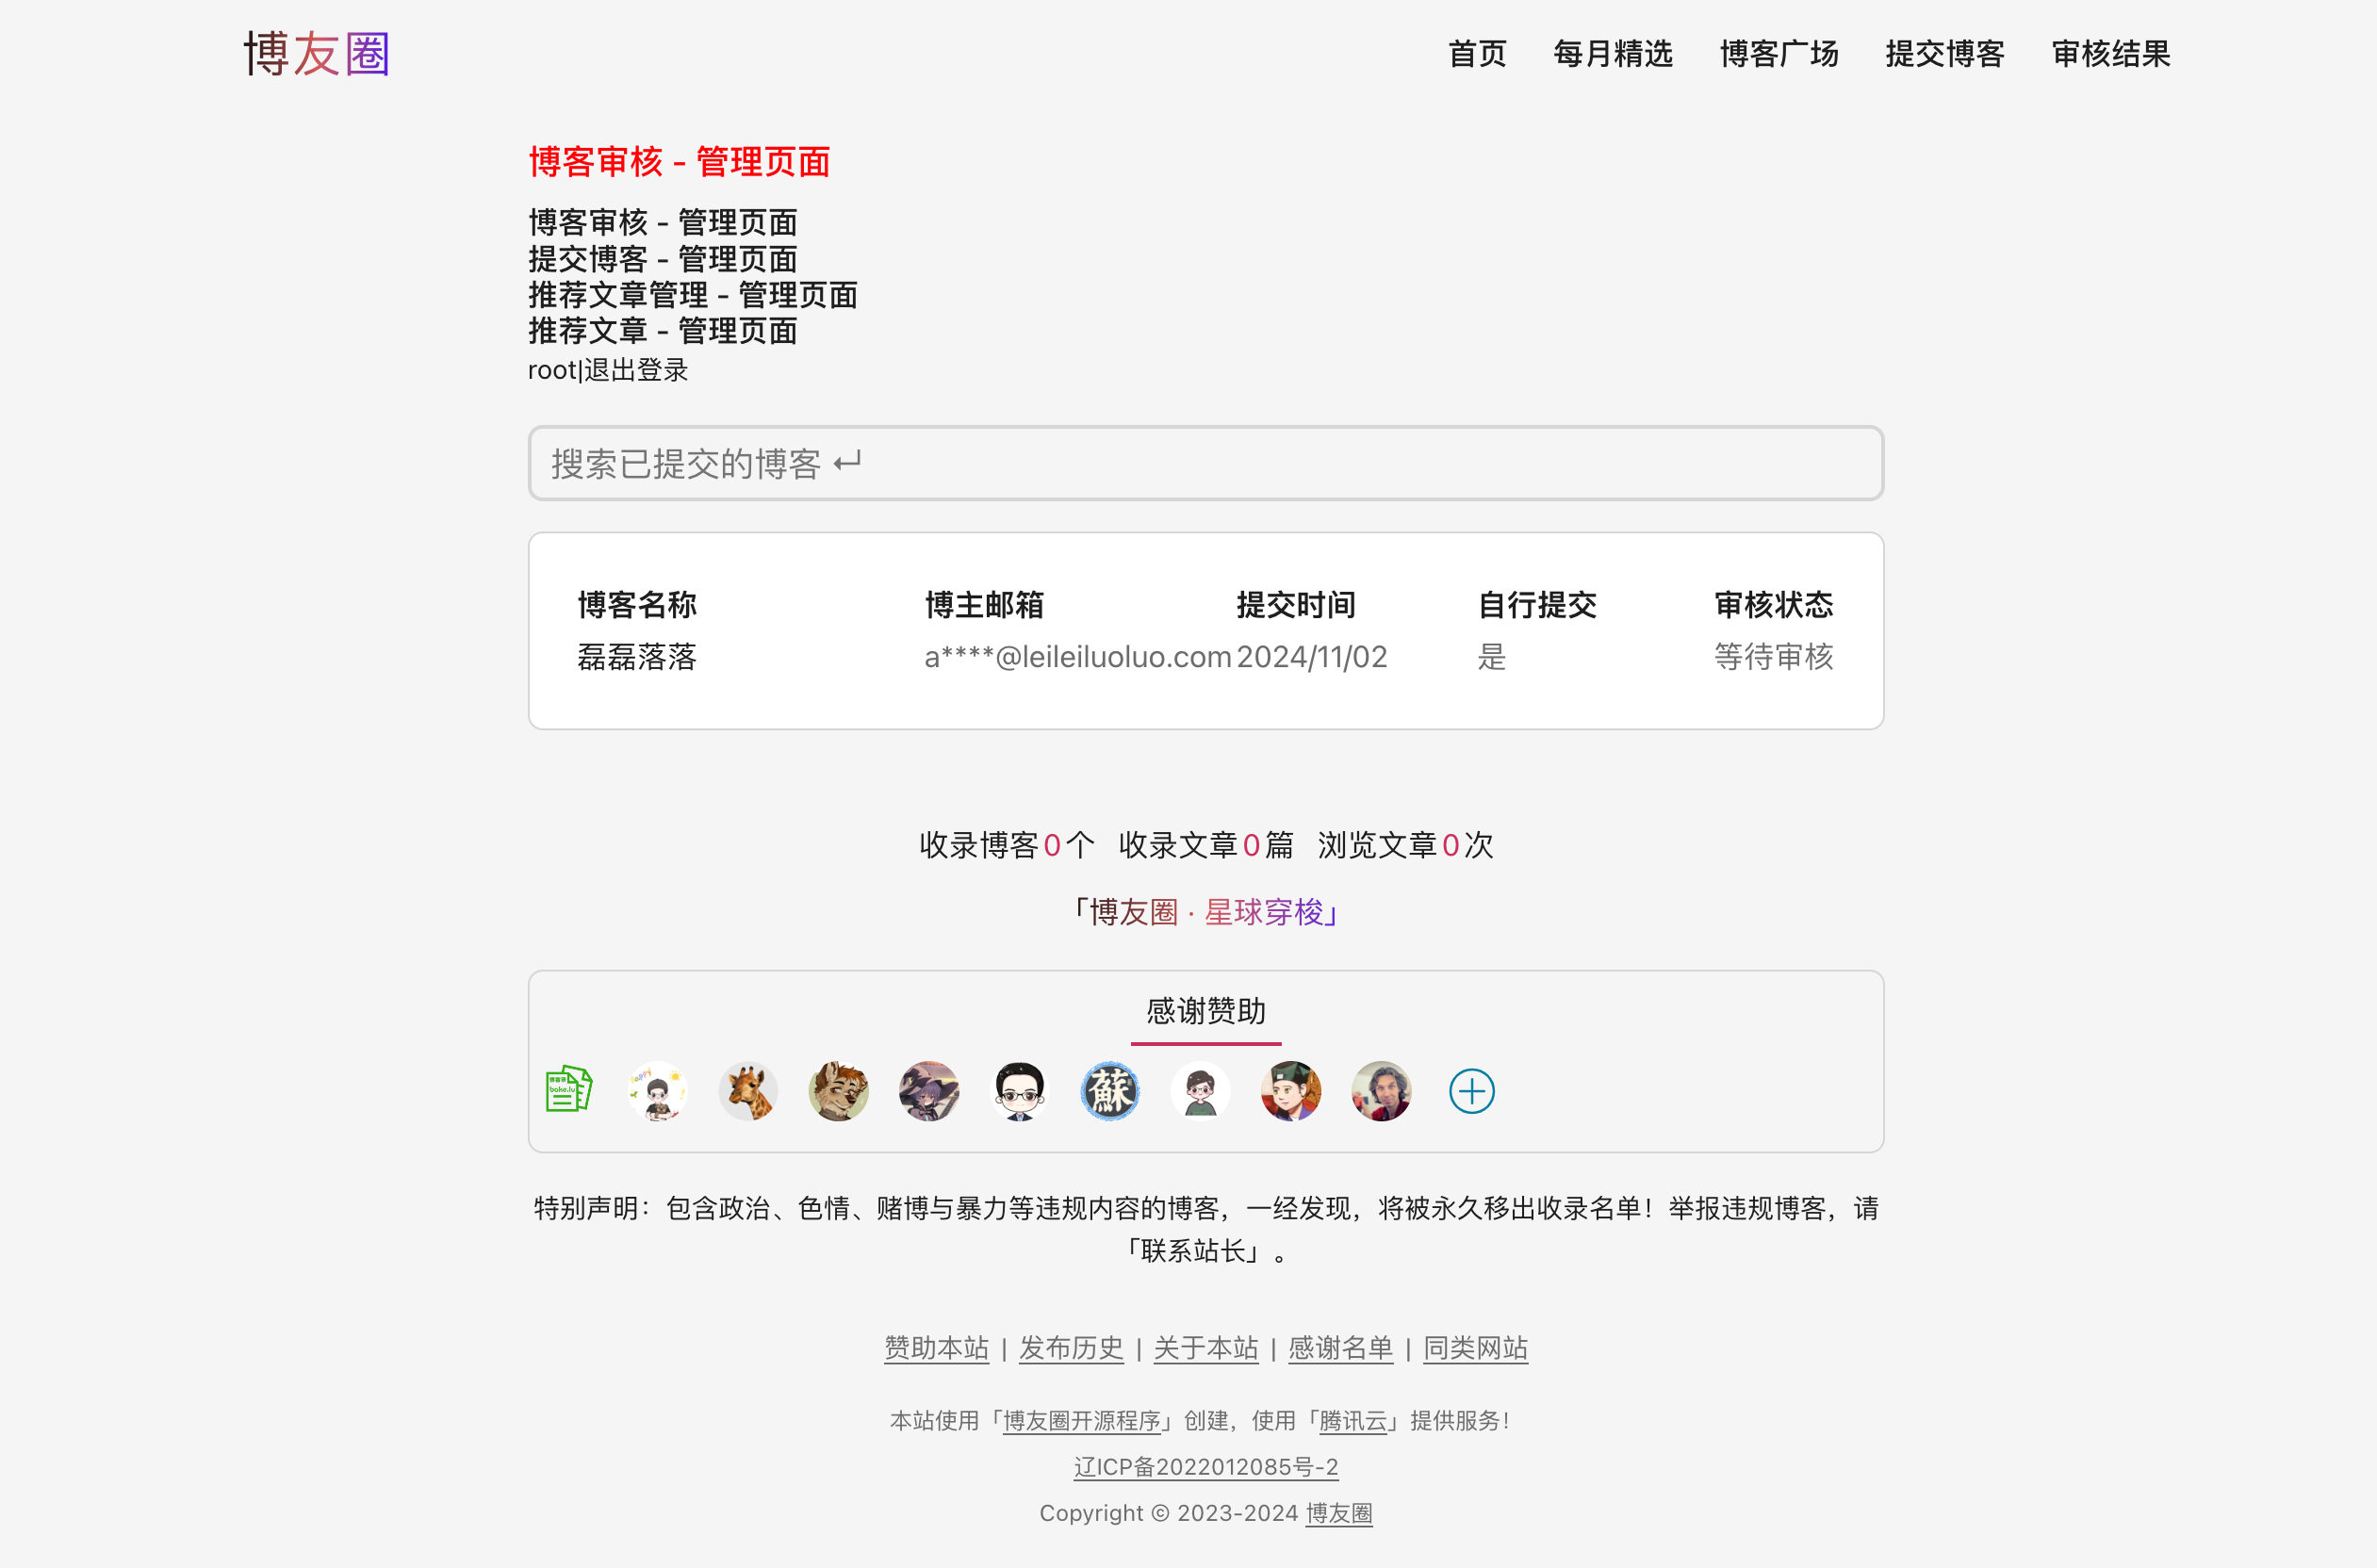 博友圈
首页 每月精选 博客广场 提交博客 审核结果
博客审核 - 管理页面
博客审核 - 管理页面
提交博客 - 管理页面
推荐文章管理 - 管理页面
推荐文章 - 管理页面
root|退出登录
搜索已提交的博客 ↵
博客名称 博主邮箱 提交时间 自行提交 审核状态
磊磊落落 a****@leileiluoluo.com 2024/11/02 是 等待审核
收录博客0个 收录文章0篇 浏览文章0次
「博友圈 · 星球穿梭」
感谢赞助
博客录
boke.lu
蘇
特别声明：包含政治、色情、赌博与暴力等违规内容的博客，一经发现，将被永久移出收录名单！举报违规博客，请
「联系站长」。
赞助本站 | 发布历史 | 关于本站 | 感谢名单 | 同类网站
本站使用「博友圈开源程序」创建，使用「腾讯云」提供服务！
辽ICP备2022012085号-2
Copyright © 2023-2024 博友圈